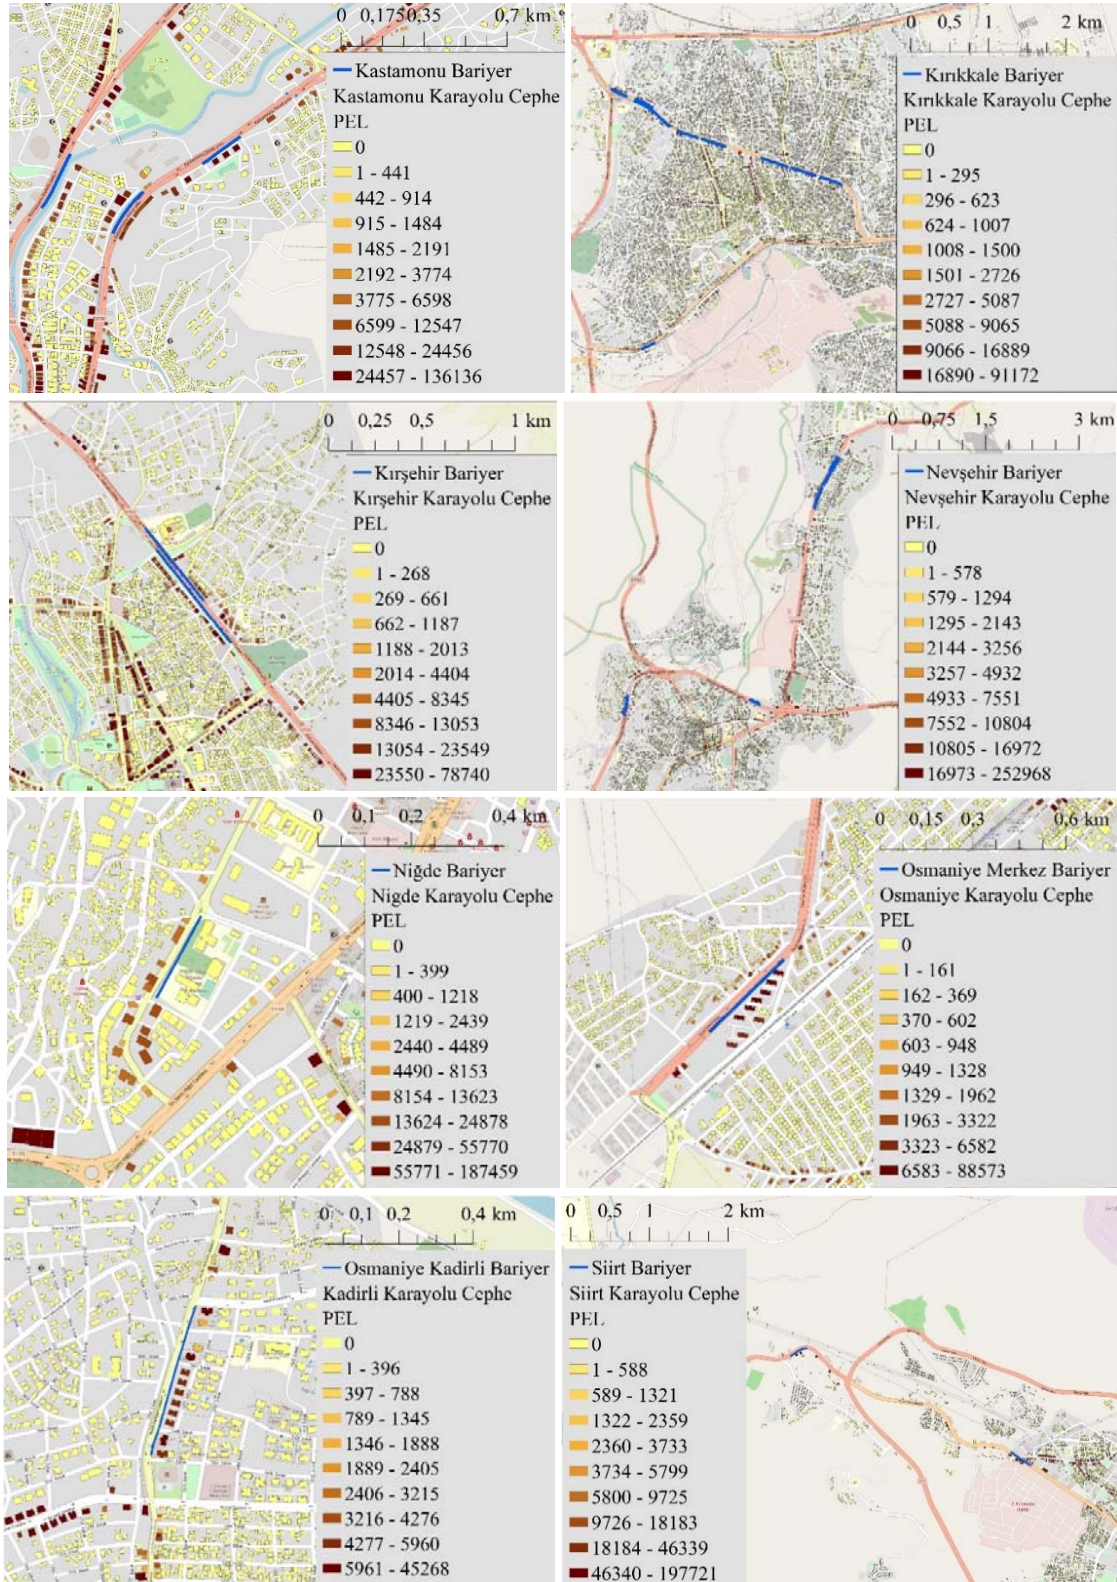 0 0,1750,35 0,7 km
Kastamonu Bariyer
Kastamonu Karayolu Cephe
PEL
0
1 - 441
442 - 914
915 - 1484
1485 - 2191
2192 - 3774
3775 - 6598
6599 - 12547
12548 - 24456
24457 - 136136
0 0,5 1 2 km
Kırıkkale Bariyer
Kırıkkale Karayolu Cephe
PEL
0
1 - 295
296 - 623
624 - 1007
1008 - 1500
1501 - 2726
2727 - 5087
5088 - 9065
9066 - 16889
16890 - 91172
0 0,25 0,5 1 km
Kırşehir Bariyer
Kırşehir Karayolu Cephe
PEL
0
1 - 268
269 - 661
662 - 1187
1188 - 2013
2014 - 4404
4405 - 8345
8346 - 13053
13054 - 23549
23550 - 78740
0 0,75 1,5 3 km
Nevşehir Bariyer
Nevşehir Karayolu Cephe
PEL
0
1 - 578
579 - 1294
1295 - 2143
2144 - 3256
3257 - 4932
4933 - 7551
7552 - 10804
10805 - 16972
16973 - 252968
0 0,1 0,2 0,4 km
Niğde Bariyer
Nigde Karayolu Cephe
PEL
0
1 - 399
400 - 1218
1219 - 2439
2440 - 4489
4490 - 8153
8154 - 13623
13624 - 24878
24879 - 55770
55771 - 187459
0 0,15 0,3 0,6 km
Osmaniye Merkez Bariyer
Osmaniye Karayolu Cephe
PEL
0
1 - 161
162 - 369
370 - 602
603 - 948
949 - 1328
1329 - 1962
1963 - 3322
3323 - 6582
6583 - 88573
0 0,1 0,2 0,4 km
Osmaniye Kadirli Bariyer
Kadirli Karayolu Cephe
PEL
0
1 - 396
397 - 788
789 - 1345
1346 - 1888
1889 - 2405
2406 - 3215
3216 - 4276
4277 - 5960
5961 - 45268
0 0,5 1 2 km
Siirt Bariyer
Siirt Karayolu Cephe
PEL
0
1 - 588
589 - 1321
1322 - 2359
2360 - 3733
3734 - 5799
5800 - 9725
9726 - 18183
18184 - 46339
46340 - 197721